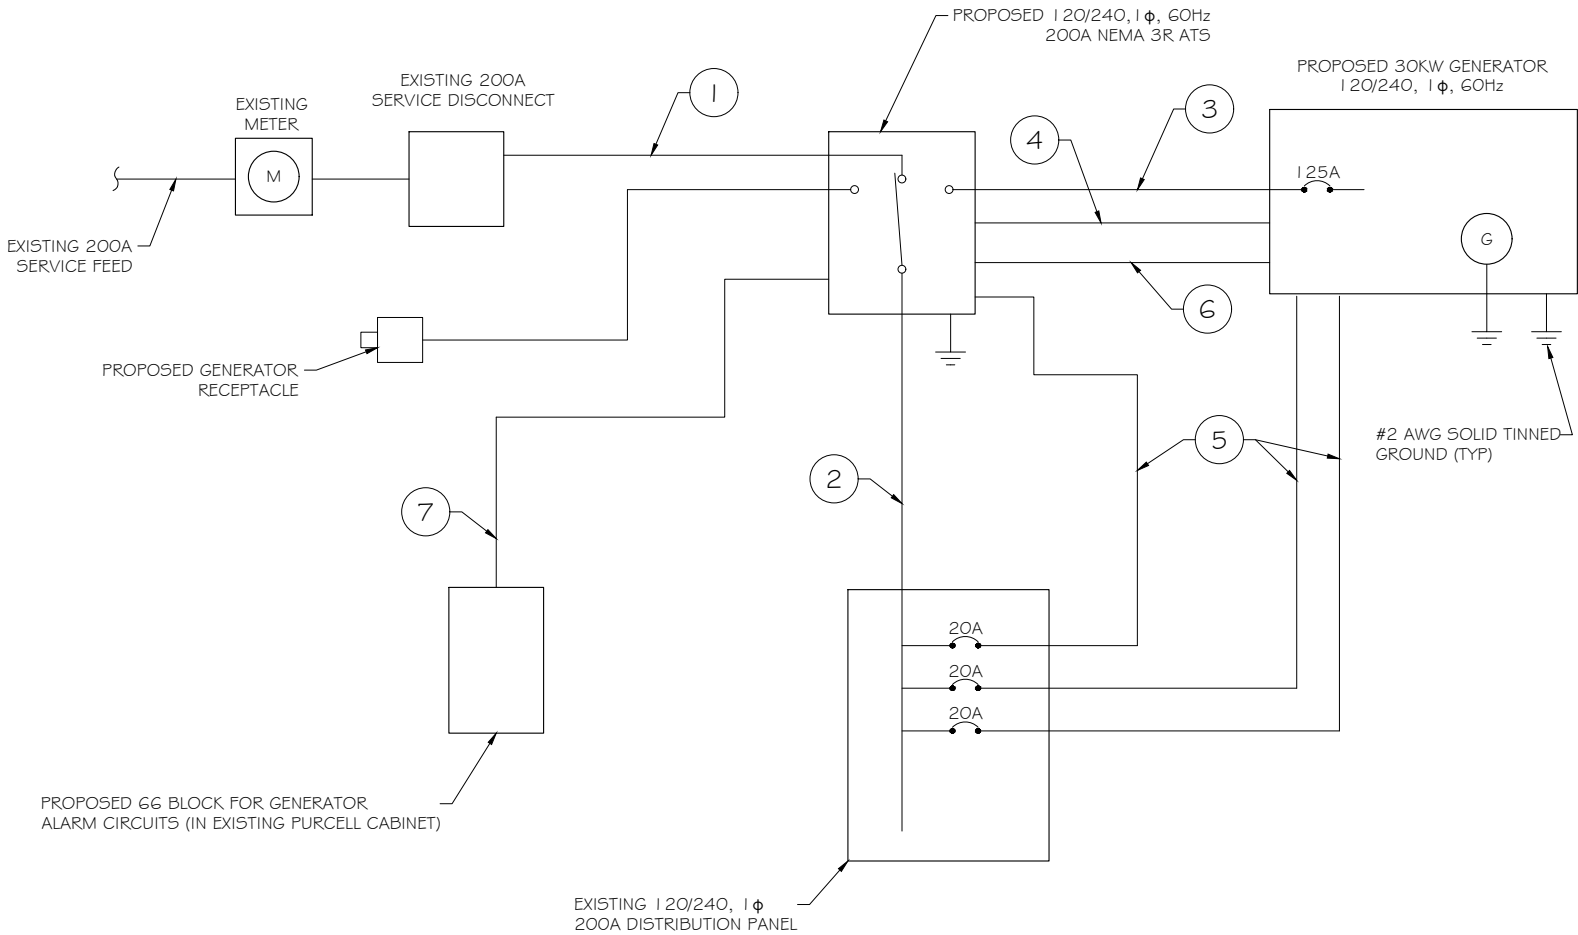 PROPOSED 120/240, 1ϕ, 60Hz
200A NEMA 3R ATS
PROPOSED 30KW GENERATOR
120/240, 1ϕ, 60Hz
EXISTING 200A
SERVICE DISCONNECT
EXISTING
METER
1
3
4
125A
M
G
EXISTING 200A
SERVICE FEED
6
PROPOSED GENERATOR
RECEPTACLE
#2 AWG SOLID TINNED
GROUND (TYP)
5
2
7
20A
20A
20A
PROPOSED 66 BLOCK FOR GENERATOR
ALARM CIRCUITS (IN EXISTING PURCELL CABINET)
EXISTING 120/240, 1ϕ
200A DISTRIBUTION PANEL